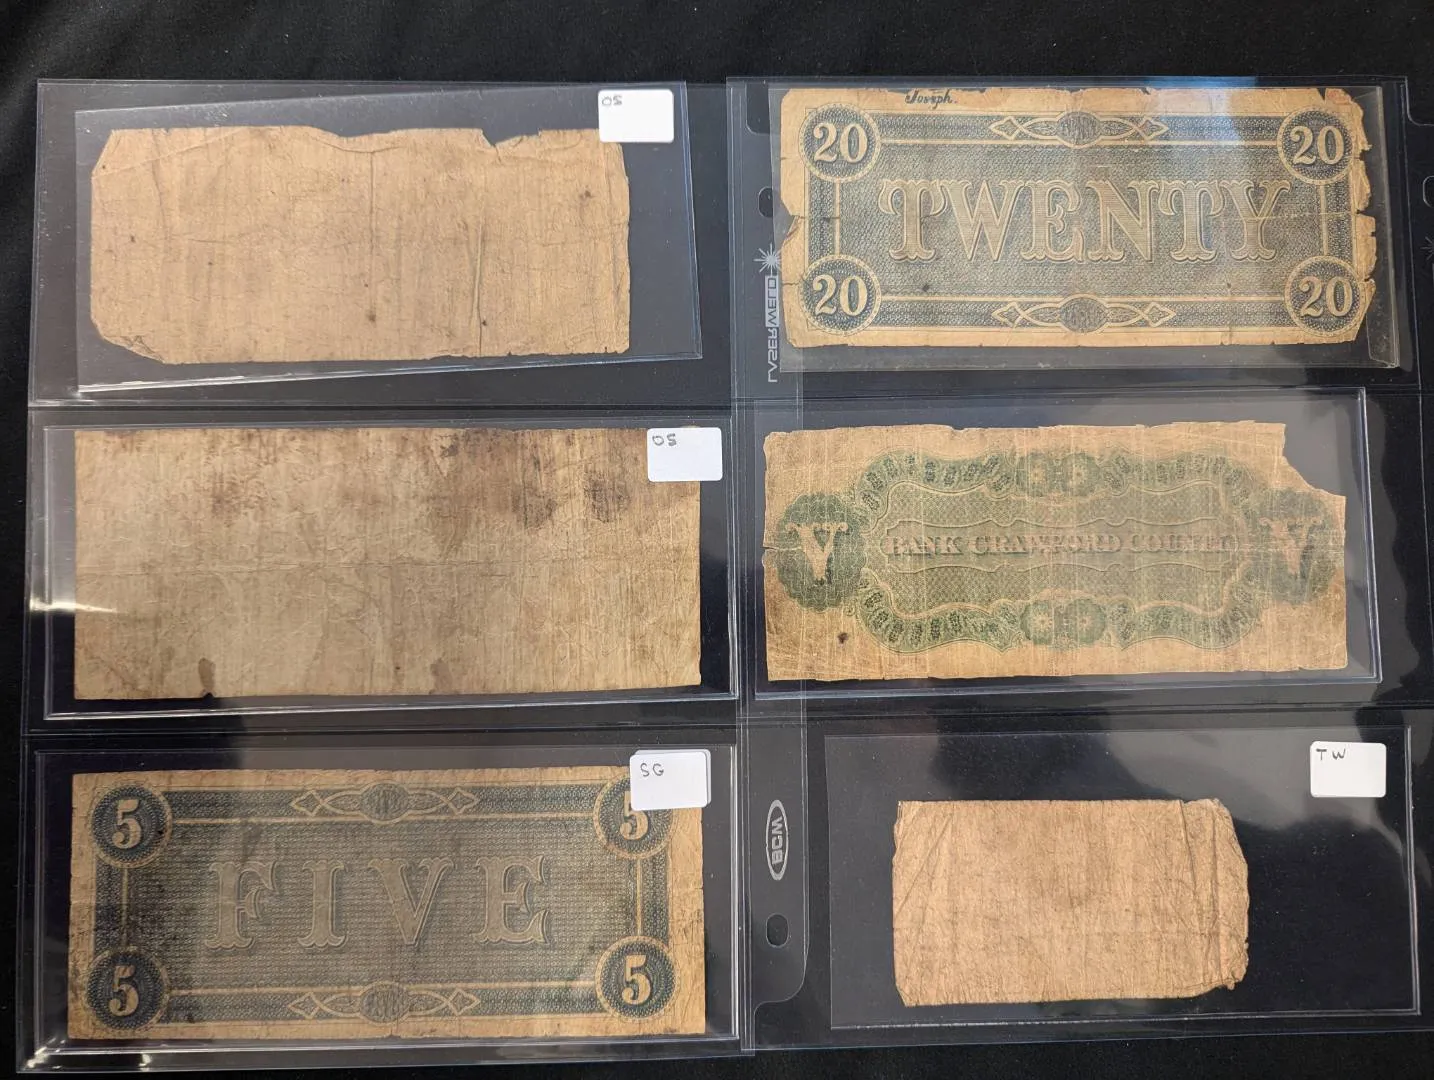 OS
Joseph.
20
20
TWENTY
20
20
LASERWELD
OS
V
V
BANK CRAWFORD COUNTY
SG
5
5
FIVE
5
5
BCW
TW